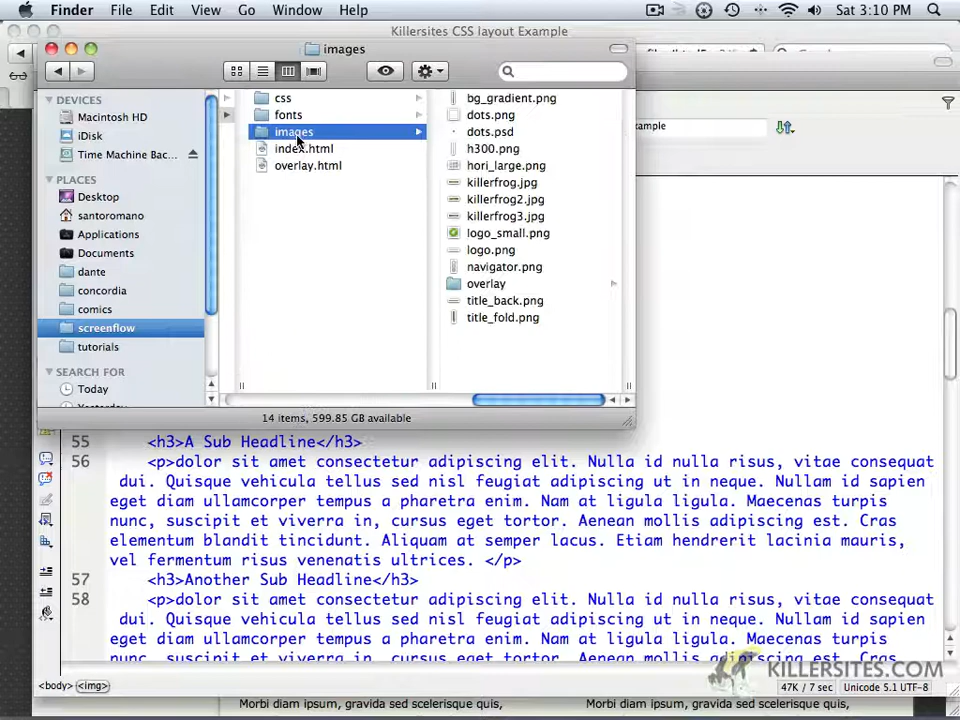 Finder File Edit View Go Window Help
Sat 3:10 PM
Killersites CSS layout Example
images
DEVICES
Macintosh HD
iDisk
Time Machine Bac...
PLACES
Desktop
santoromano
Applications
Documents
dante
concordia
comics
screenflow
tutorials
SEARCH FOR
Today
Yesterday
css
fonts
images
index.html
overlay.html
bg_gradient.png
dots.png
dots.psd
h300.png
hori_large.png
killerfrog.jpg
killerfrog2.jpg
killerfrog3.jpg
logo_small.png
logo.png
navigator.png
overlay
title_back.png
title_fold.png
14 items, 599.85 GB available
55 <h3>A Sub Headline</h3>
56 <p>dolor sit amet consectetur adipiscing elit. Nulla id nulla risus, vitae consequat
dui. Quisque vehicula tellus sed nisl feugiat adipiscing ut in neque. Nullam id sapien
eget diam ullamcorper tempus a pharetra enim. Nam at ligula ligula. Maecenas turpis
nunc, suscipit et viverra in, cursus eget tortor. Aenean mollis adipiscing est. Cras
elementum blandit tincidunt. Aliquam at semper lacus. Etiam hendrerit lacinia mauris,
vel fermentum risus venenatis ultrices. </p>
57 <h3>Another Sub Headline</h3>
58 <p>dolor sit amet consectetur adipiscing elit. Nulla id nulla risus, vitae consequat
dui. Quisque vehicula tellus sed nisl feugiat adipiscing ut in neque. Nullam id sapien
eget diam ullamcorper tempus a pharetra enim. Nam at ligula ligula. Maecenas turpis
KILLERSITES.COM
<body> <img>
47K / 7 sec
Unicode 5.1 UTF-8
Morbi diam ipsum, gravida sed scelerisque quis,
Morbi diam ipsum, gravida sed scelerisque quis,